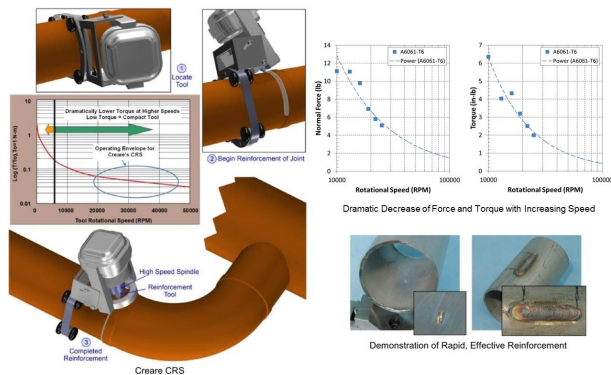 1
Locate
Tool
2 Begin Reinforcement of Joint
Dramatically Lower Torque at Higher Speeds
Low Torque = Compact Tool
Operating Envelope for
Creare's CRS
Log (T/To), To=1 N-m)
10
1
0.1
0.01
0 10000 20000 30000 40000 50000
Tool Rotational Speed (RPM)
High Speed Spindle
Reinforcement
Tool
3
Completed
Reinforcement
Creare CRS
Normal Force (lb)
14
12
10
8
6
4
2
0
A6061-T6
Power (A6061-T6)
10000 100000
Rotational Speed (RPM)
Torque (in-lb)
7
6
5
4
3
2
1
0
A6061-T6
Power (A6061-T6)
10000 100000
Rotational Speed (RPM)
Dramatic Decrease of Force and Torque with Increasing Speed
Demonstration of Rapid, Effective Reinforcement